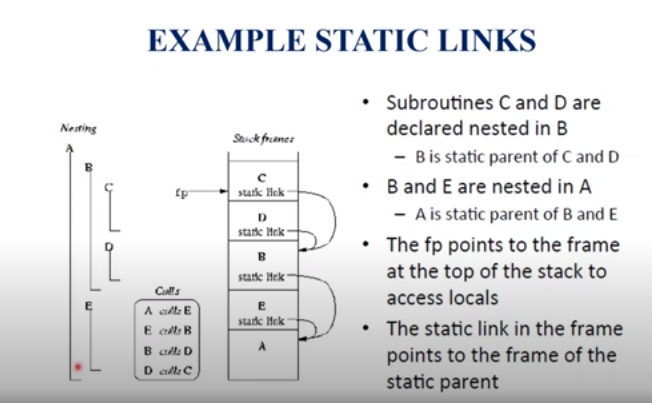 EXAMPLE STATIC LINKS
Nesting
A
B
C
D
E
Calls
A calls E
E calls B
B calls D
D calls C
Stack frames
fp
C
static link
D
static link
B
static link
E
static link
A
• Subroutines C and D are
declared nested in B
– B is static parent of C and D
• B and E are nested in A
– A is static parent of B and E
• The fp points to the frame
at the top of the stack to
access locals
• The static link in the frame
points to the frame of the
static parent